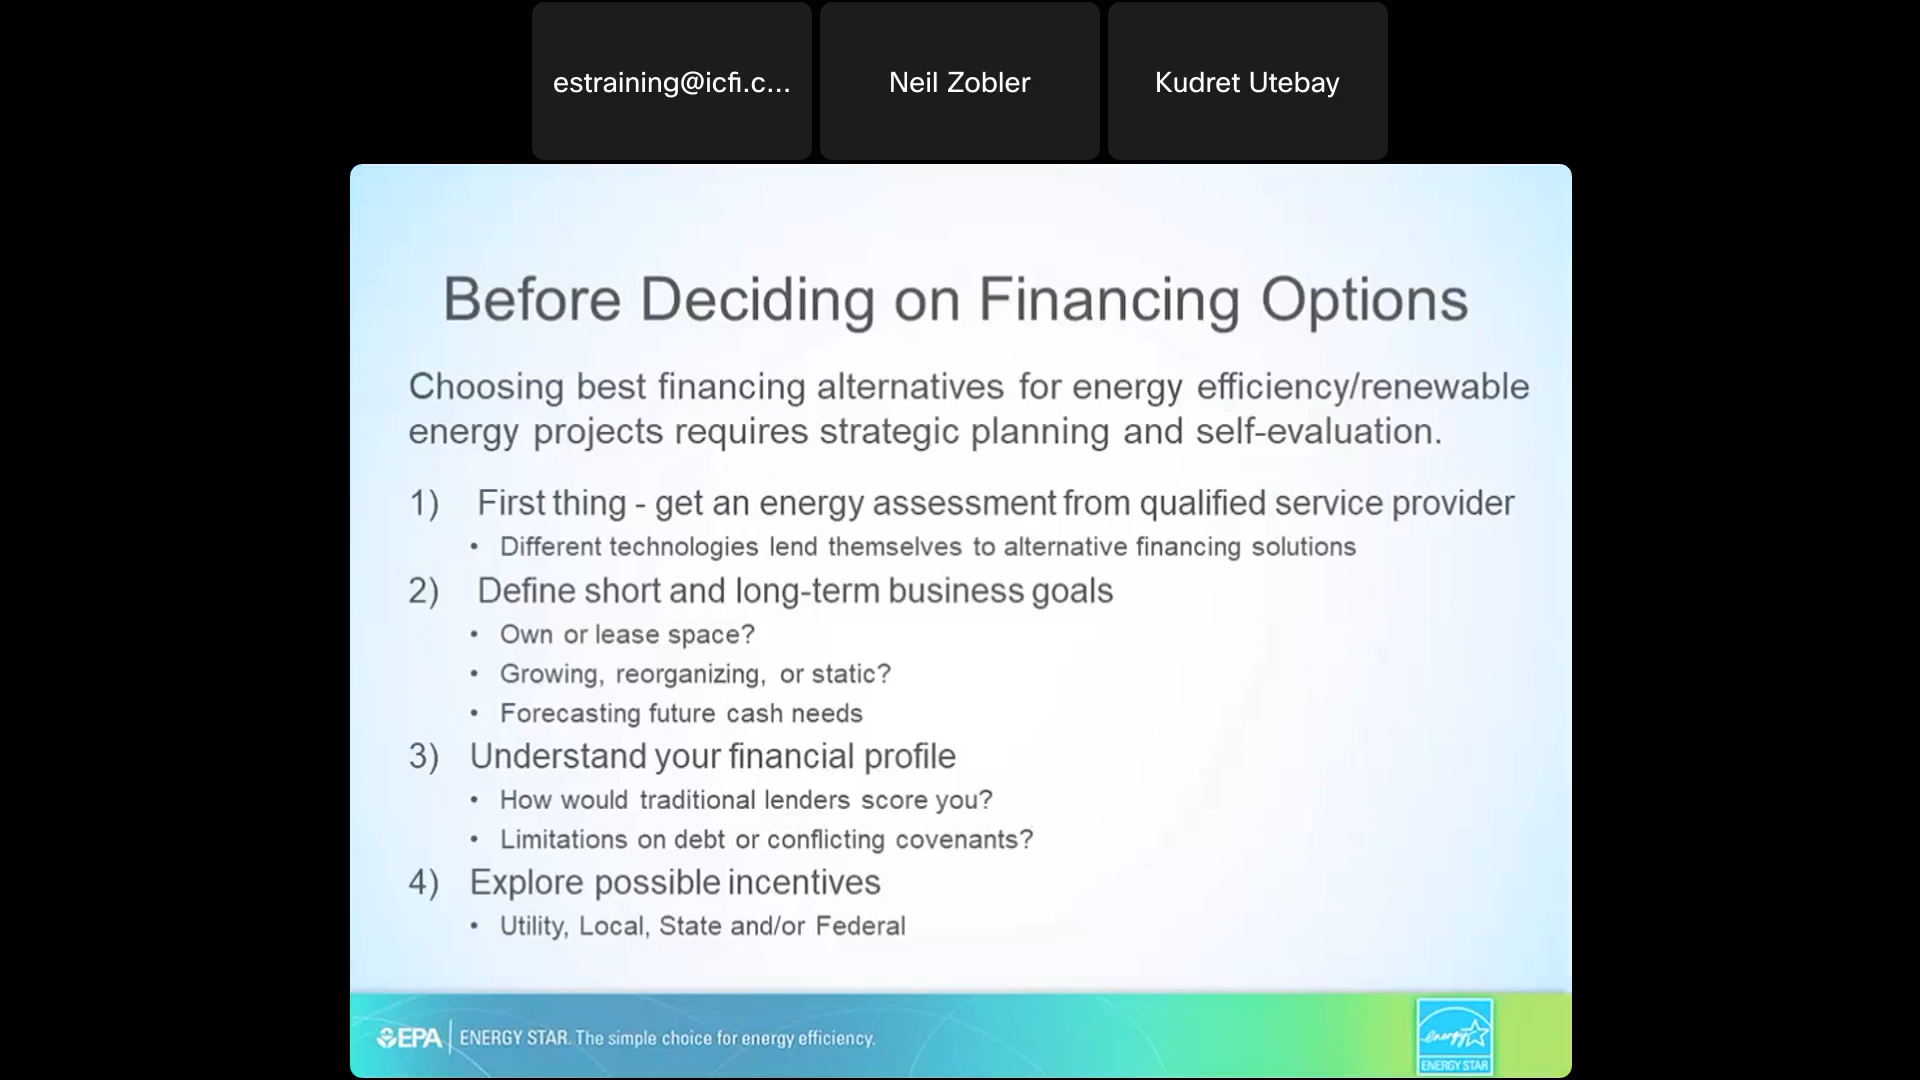 estraining@icfi.c...
Neil Zobler
Kudret Utebay
Before Deciding on Financing Options
Choosing best financing alternatives for energy efficiency/renewable
energy projects requires strategic planning and self-evaluation.
1) First thing - get an energy assessment from qualified service provider
• Different technologies lend themselves to alternative financing solutions
2) Define short and long-term business goals
• Own or lease space?
• Growing, reorganizing, or static?
• Forecasting future cash needs
3) Understand your financial profile
• How would traditional lenders score you?
• Limitations on debt or conflicting covenants?
4) Explore possible incentives
• Utility, Local, State and/or Federal
EPA | ENERGY STAR. The simple choice for energy efficiency.
energy
ENERGY STAR